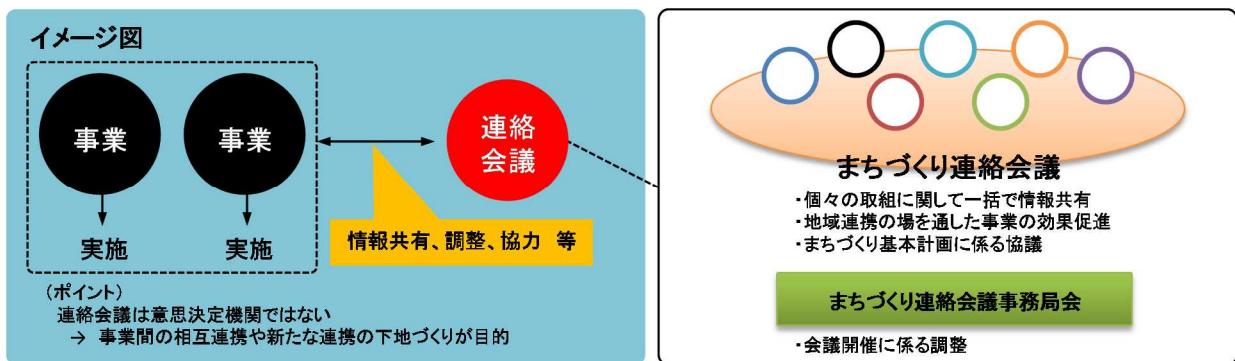 イメージ図
事業
事業
連絡
会議
実施
実施
情報共有、調整、協力 等
(ポイント)
連絡会議は意思決定機関ではない
→ 事業間の相互連携や新たな連携の下地づくりが目的
まちづくり連絡会議
・個々の取組に関して一括で情報共有
・地域連携の場を通した事業の効果促進
・まちづくり基本計画に係る協議
まちづくり連絡会議事務局会
・会議開催に係る調整